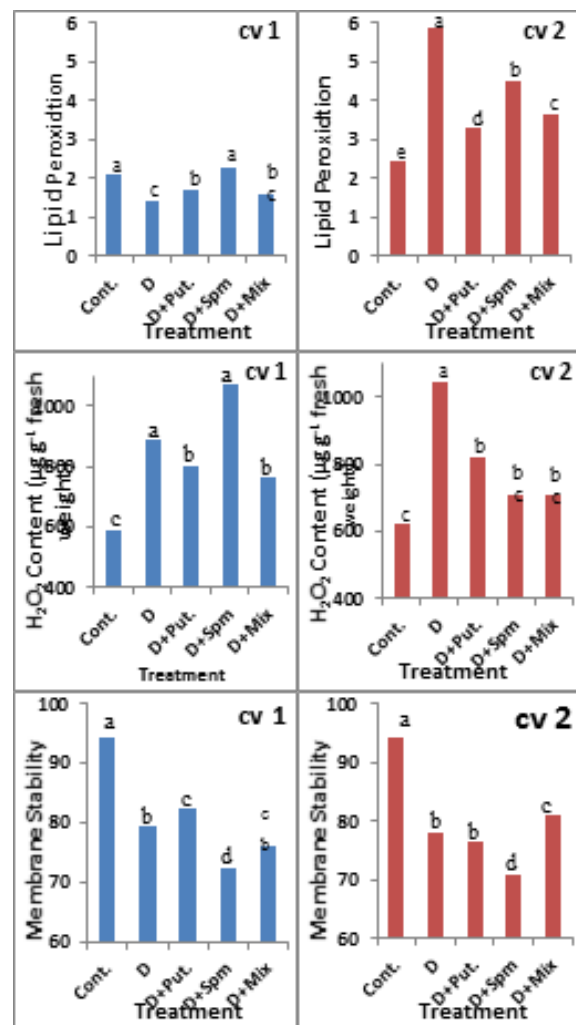 cv 1
Lipid Peroxidtion
6
5
4
3
2
1
0
a
c
b
a
b
c
Cont.
D
D+Put.
D+Spm
D+Mix
Treatment
cv 2
Lipid Peroxidtion
6
5
4
3
2
1
0
e
a
d
b
c
Cont.
D
D+Put.
D+Spm
D+Mix
Treatment
cv 1
H₂O₂ Content (µg g⁻¹ fresh
weight)
1000
800
600
400
c
a
b
a
b
Cont.
D
D+Put.
D+Spm
D+Mix
Treatment
cv 2
H₂O₂ Content (µg g⁻¹ fresh
weight)
1000
800
600
400
c
a
b
b
c
b
c
Cont.
D
D+Put.
D+Spm
D+Mix
Treatment
cv 1
Membrane Stability
100
90
80
70
60
a
b
c
d
c
b
Cont.
D
D+Put.
D+Spm
D+Mix
Treatment
cv 2
Membrane Stability
100
90
80
70
60
a
b
b
d
c
Cont.
D
D+Put.
D+Spm
D+Mix
Treatment